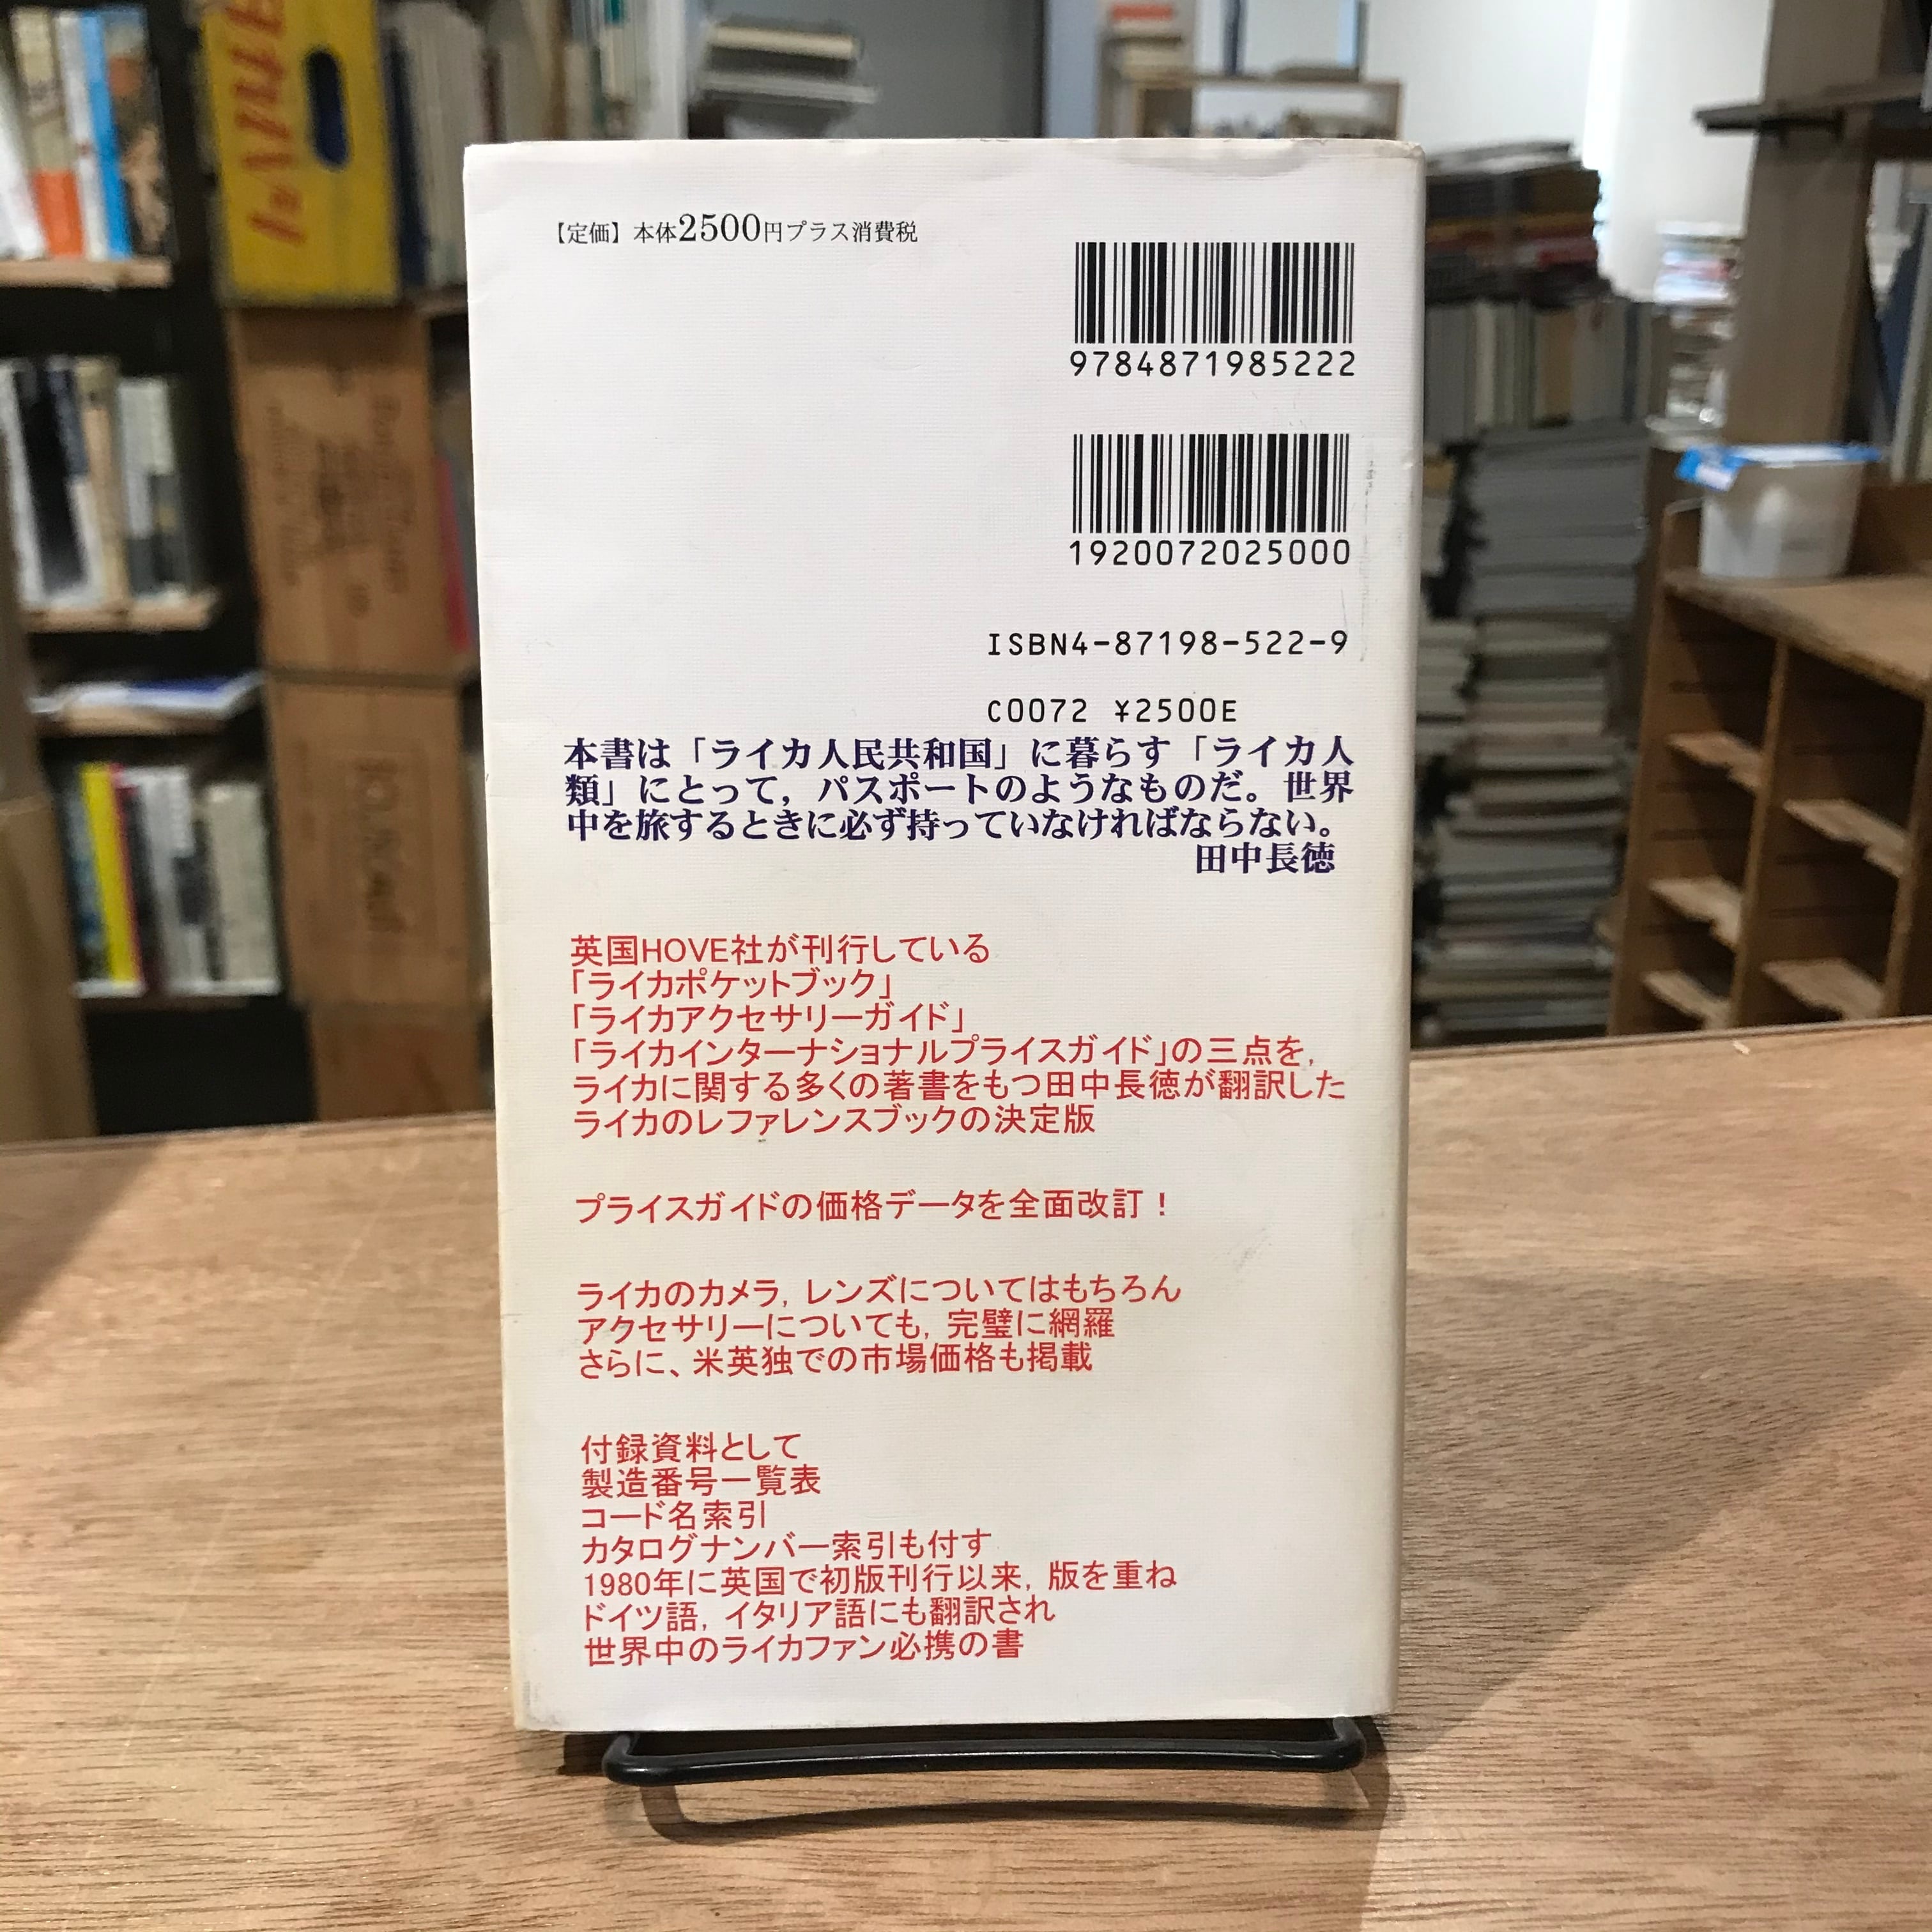 【定価】本体2500円プラス消費税
9784871985222
1920072025000
ISBN4-87198-522-9
C0072 ¥2500E
本書は「ライカ人民共和国」に暮らす「ライカ人
類」にとって，パスポートのようなものだ。世界
中を旅するときに必ず持っていなければならない。
田中長徳
英国HOVE社が刊行している
「ライカポケットブック」
「ライカアクセサリーガイド」
「ライカインターナショナルプライスガイド」の三点を，
ライカに関する多くの著書をもつ田中長徳が翻訳した
ライカのレファレンスブックの決定版
プライスガイドの価格データを全面改訂！
ライカのカメラ，レンズについてはもちろん
アクセサリーについても，完璧に網羅
さらに、米英独での市場価格も掲載
付録資料として
製造番号一覧表
コード名索引
カタログナンバー索引も付す
1980年に英国で初版刊行以来，版を重ね
ドイツ語，イタリア語にも翻訳され
世界中のライカファン必携の書